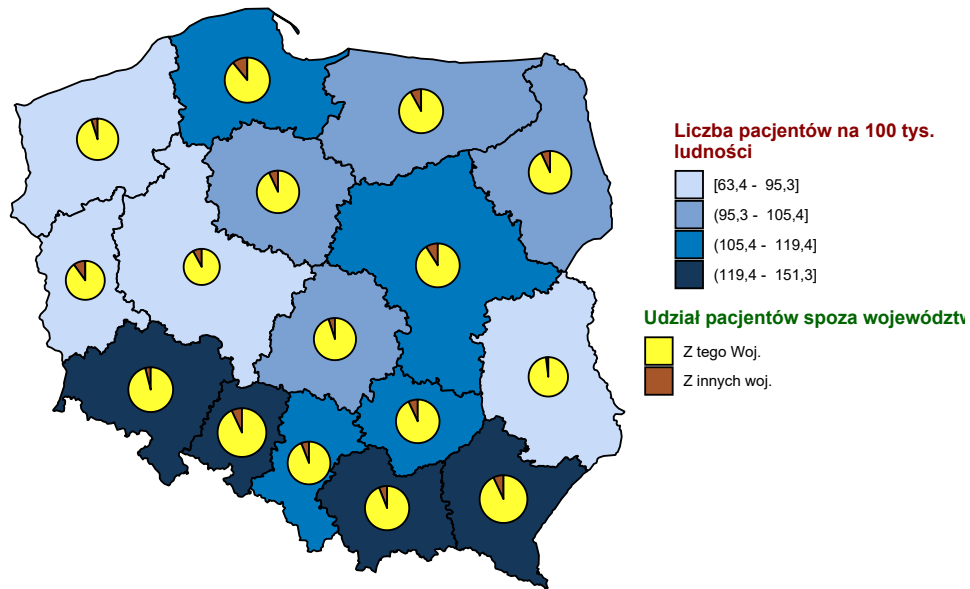 Liczba pacjentów na 100 tys.
ludności
[63,4 - 95,3]
(95,3 - 105,4]
(105,4 - 119,4]
(119,4 - 151,3]
Udział pacjentów spoza województw
Z tego Woj.
Z innych woj.